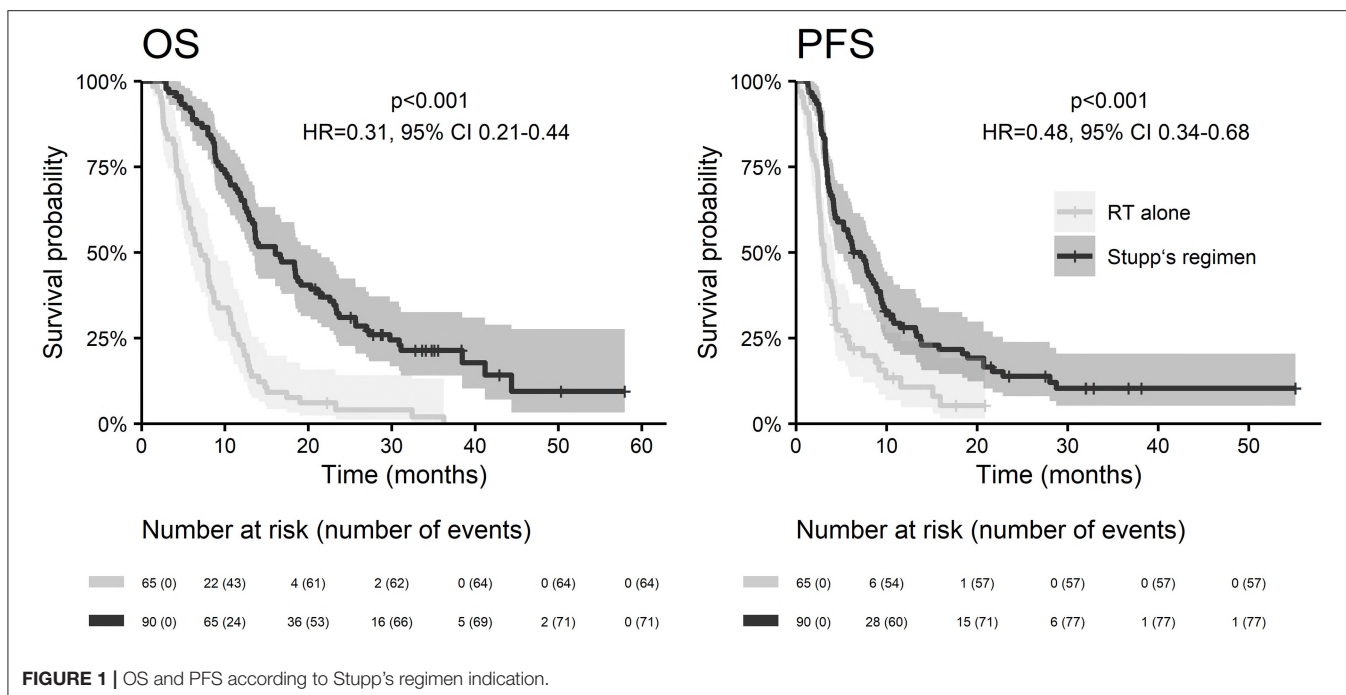 OS
100%
75%
50%
25%
0%
Survival probability
p<0.001
HR=0.31, 95% CI 0.21-0.44
0 10 20 30 40 50 60
Time (months)
Number at risk (number of events)
65 (0) 22 (43) 4 (61) 2 (62) 0 (64) 0 (64) 0 (64)
90 (0) 65 (24) 36 (53) 16 (66) 5 (69) 2 (71) 0 (71)
PFS
100%
75%
50%
25%
0%
Survival probability
p<0.001
HR=0.48, 95% CI 0.34-0.68
RT alone
Stupp‘s regimen
0 10 20 30 40 50
Time (months)
Number at risk (number of events)
65 (0) 6 (54) 1 (57) 0 (57) 0 (57) 0 (57)
90 (0) 28 (60) 15 (71) 6 (77) 1 (77) 1 (77)
FIGURE 1 | OS and PFS according to Stupp’s regimen indication.